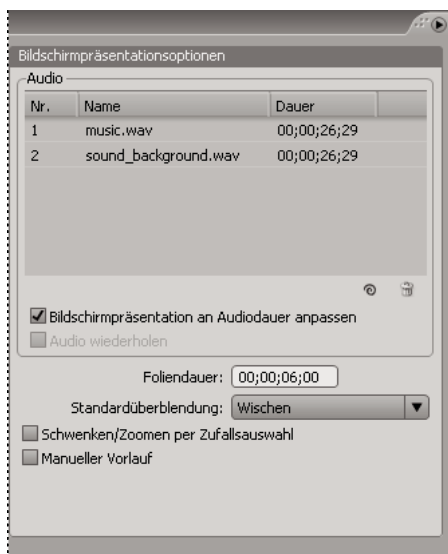 Bildschirmpräsentationsoptionen
Audio
Nr. Name Dauer
1 music.wav 00;00;26;29
2 sound_background.wav 00;00;26;29
Bildschirmpräsentation an Audiodauer anpassen
Audio wiederholen
Foliendauer: 00;00;06;00
Standardüberblendung: Wischen
Schwenken/Zoomen per Zufallsauswahl
Manueller Vorlauf